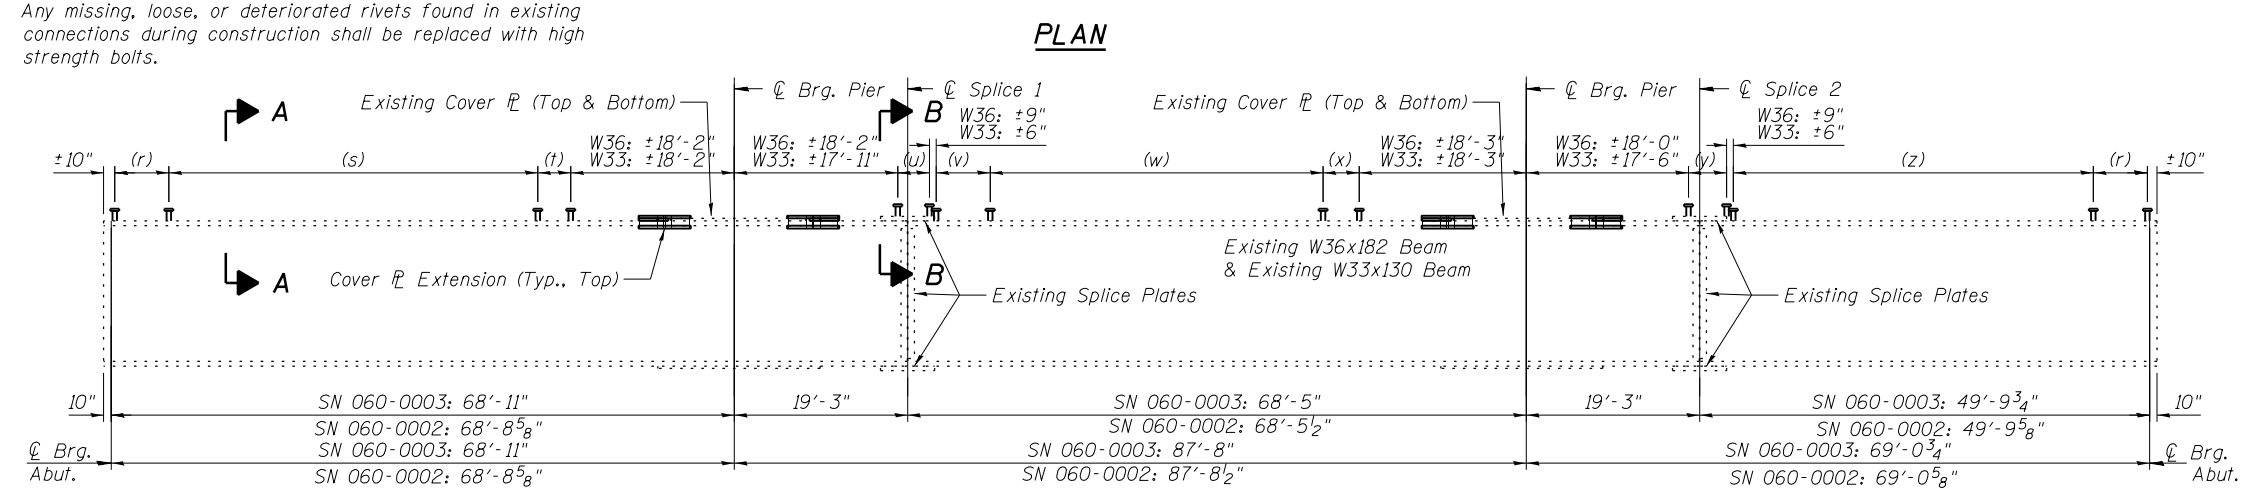 Any missing, loose, or deteriorated rivets found in existing
connections during construction shall be replaced with high
strength bolts.
PLAN
A
Existing Cover ℄ (Top & Bottom)
℄ Brg. Pier
℄ Splice 1
B
W36: ±9"
W33: ±6"
Existing Cover ℄ (Top & Bottom)
℄ Brg. Pier
℄ Splice 2
W36: ±9"
W33: ±6"
W36: ±18'-2"
W33: ±18'-2"
W36: ±18'-2"
W33: ±17'-11"
W36: ±18'-3"
W33: ±18'-3"
W36: ±18'-0"
W33: ±17'-6"
±10" (r) (s) (t) (u) (v) (w) (x) (y) (z) (r) ±10"
Existing W36x182 Beam
& Existing W33x130 Beam
A
Cover ℄ Extension (Typ., Top)
B
Existing Splice Plates
Existing Splice Plates
10" SN 060-0003: 68'-11" 19'-3" SN 060-0003: 68'-5" 19'-3" SN 060-0003: 49'-9¾" 10"
SN 060-0002: 68'-8⅝" SN 060-0002: 68'-5½" SN 060-0002: 49'-9⅝"
℄ Brg.
Abut.
SN 060-0003: 68'-11" SN 060-0003: 87'-8" SN 060-0003: 69'-0¾"
SN 060-0002: 68'-8⅝" SN 060-0002: 87'-8½" SN 060-0002: 69'-0⅝"
℄ Brg.
Abut.